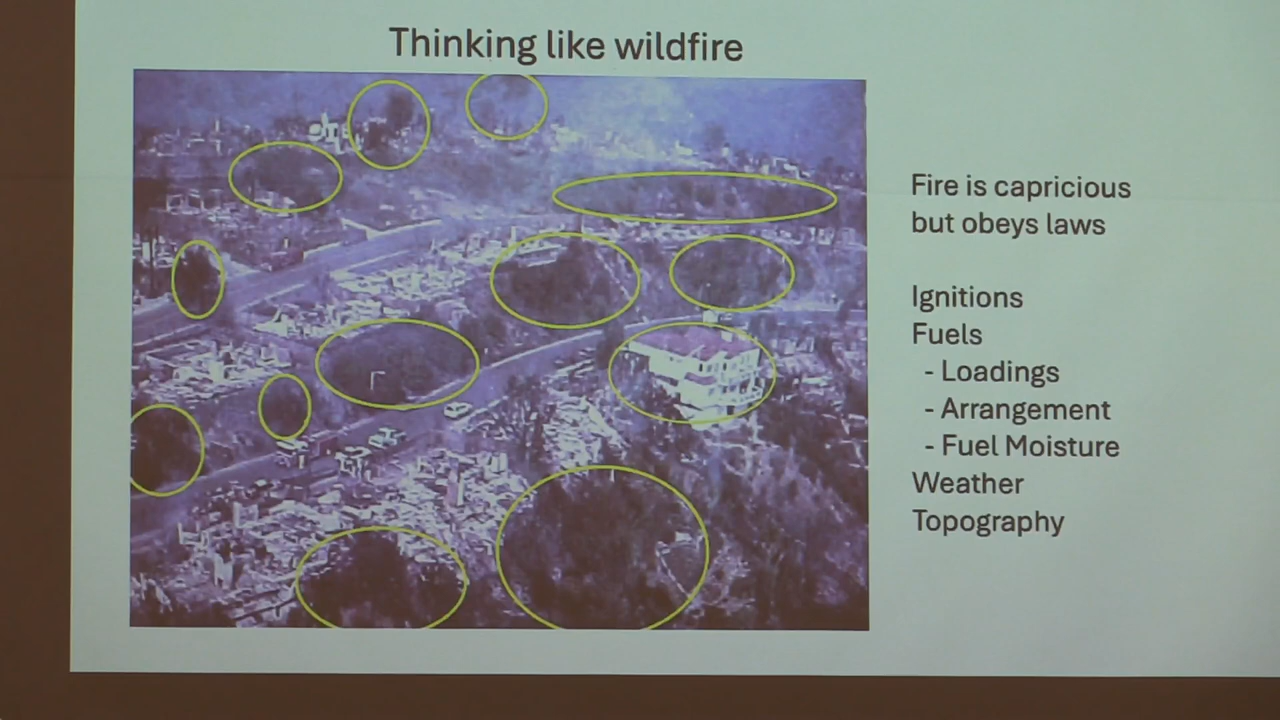 Thinking like wildfire
Fire is capricious
but obeys laws
Ignitions
Fuels
- Loadings
- Arrangement
- Fuel Moisture
Weather
Topography